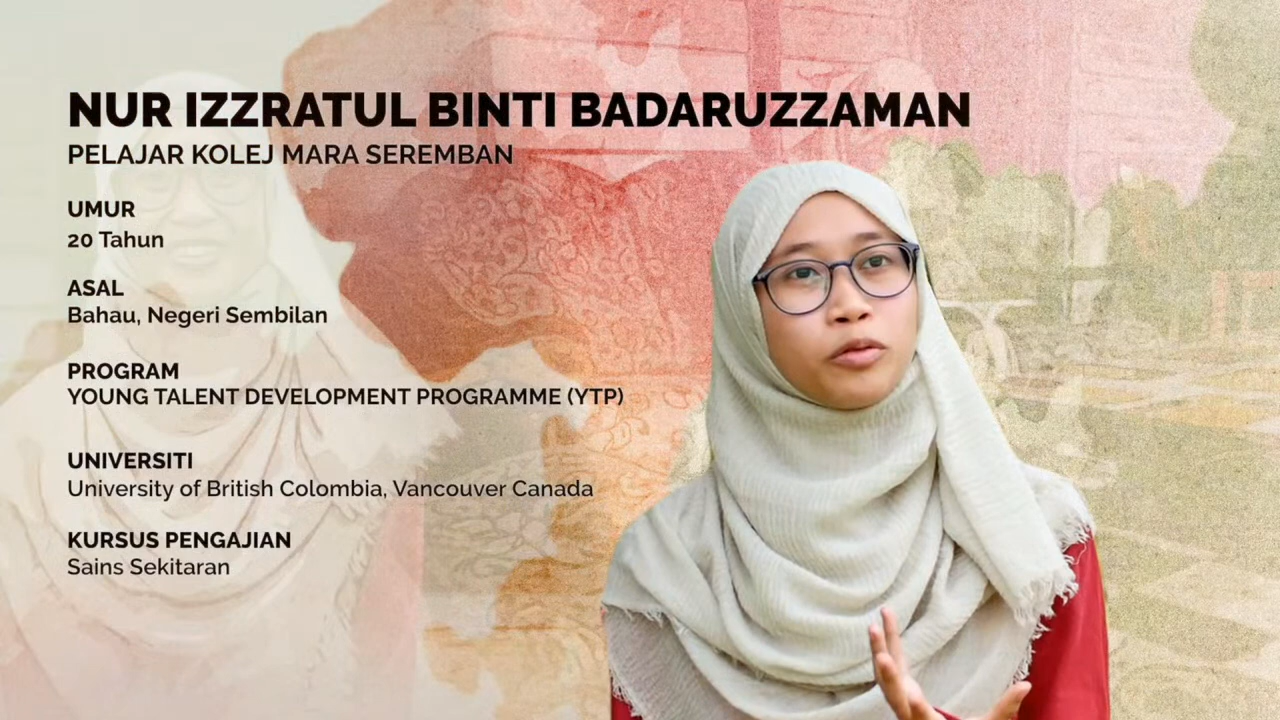 NUR IZZRATUL BINTI BADARUZZAMAN
PELAJAR KOLEJ MARA SEREMBAN
UMUR
20 Tahun
ASAL
Bahau, Negeri Sembilan
PROGRAM
YOUNG TALENT DEVELOPMENT PROGRAMME (YTP)
UNIVERSITI
University of British Colombia, Vancouver Canada
KURSUS PENGAJIAN
Sains Sekitaran